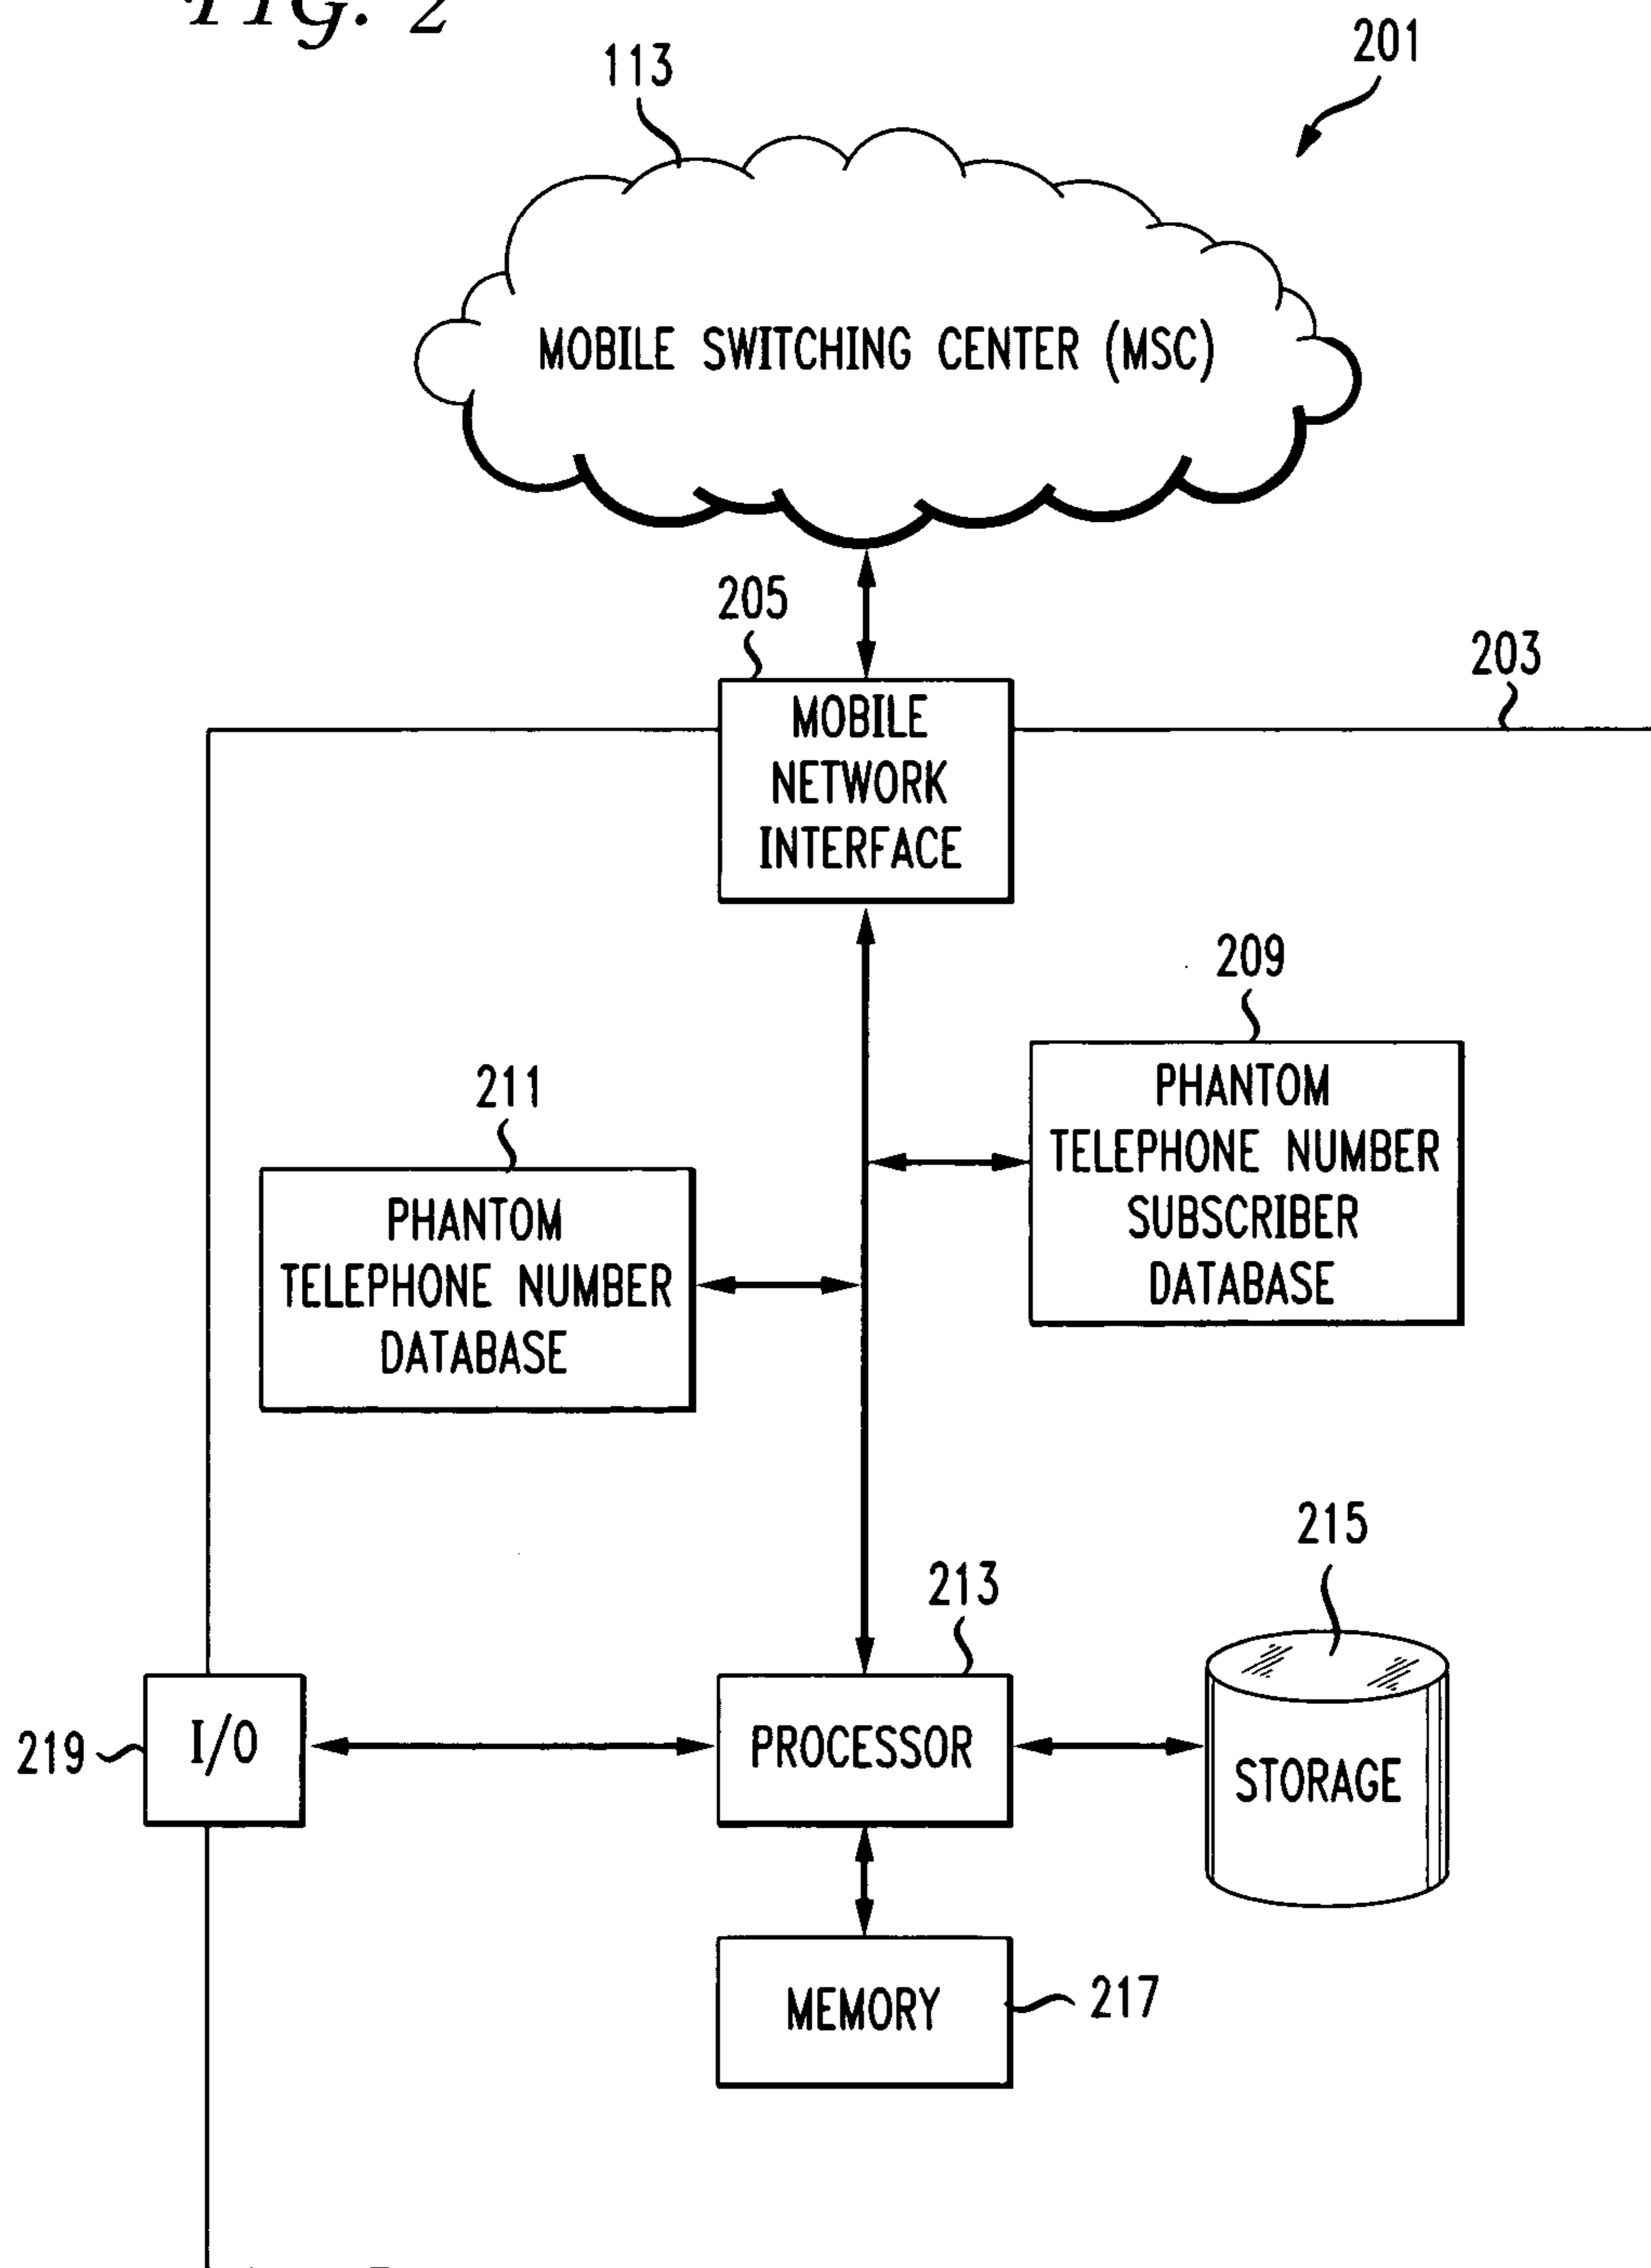 FIG. 2
113
201
MOBILE SWITCHING CENTER (MSC)
205
203
MOBILE
NETWORK
INTERFACE
209
PHANTOM
TELEPHONE NUMBER
SUBSCRIBER
DATABASE
211
PHANTOM
TELEPHONE NUMBER
DATABASE
213
215
219
I/O
PROCESSOR
STORAGE
MEMORY
217